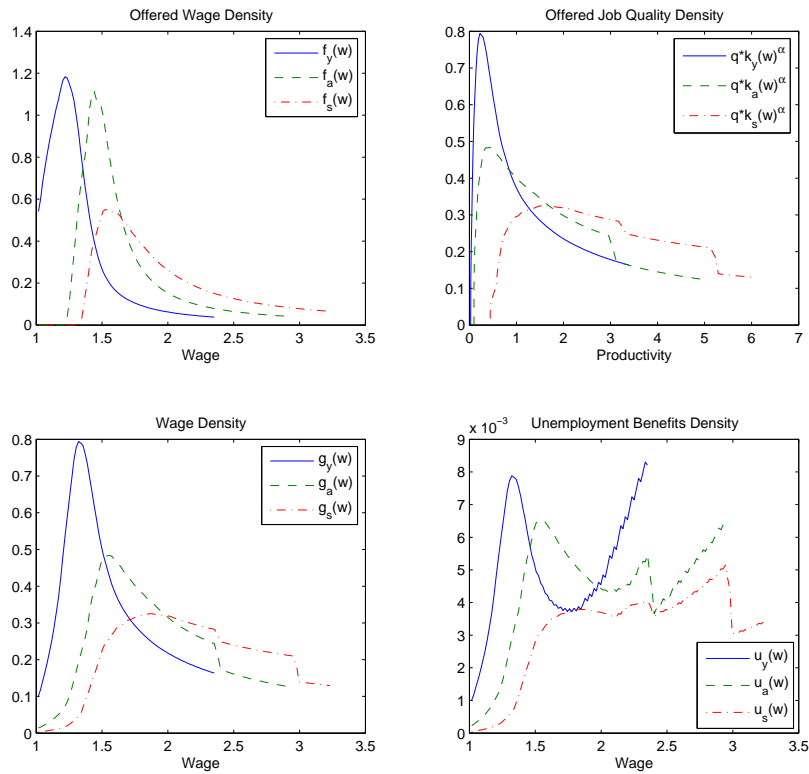 Offered Wage Density
1.4
1.2
1
0.8
0.6
0.4
0.2
0
1 1.5 2 2.5 3 3.5
Wage
f_y(w)
f_a(w)
f_s(w)
Offered Job Quality Density
0.8
0.7
0.6
0.5
0.4
0.3
0.2
0.1
0
0 1 2 3 4 5 6 7
Productivity
q*k_y(w)^α
q*k_a(w)^α
q*k_s(w)^α
Wage Density
0.8
0.7
0.6
0.5
0.4
0.3
0.2
0.1
0
1 1.5 2 2.5 3 3.5
Wage
g_y(w)
g_a(w)
g_s(w)
Unemployment Benefits Density
x 10^−3
9
8
7
6
5
4
3
2
1
0
1 1.5 2 2.5 3 3.5
Wage
u_y(w)
u_a(w)
u_s(w)